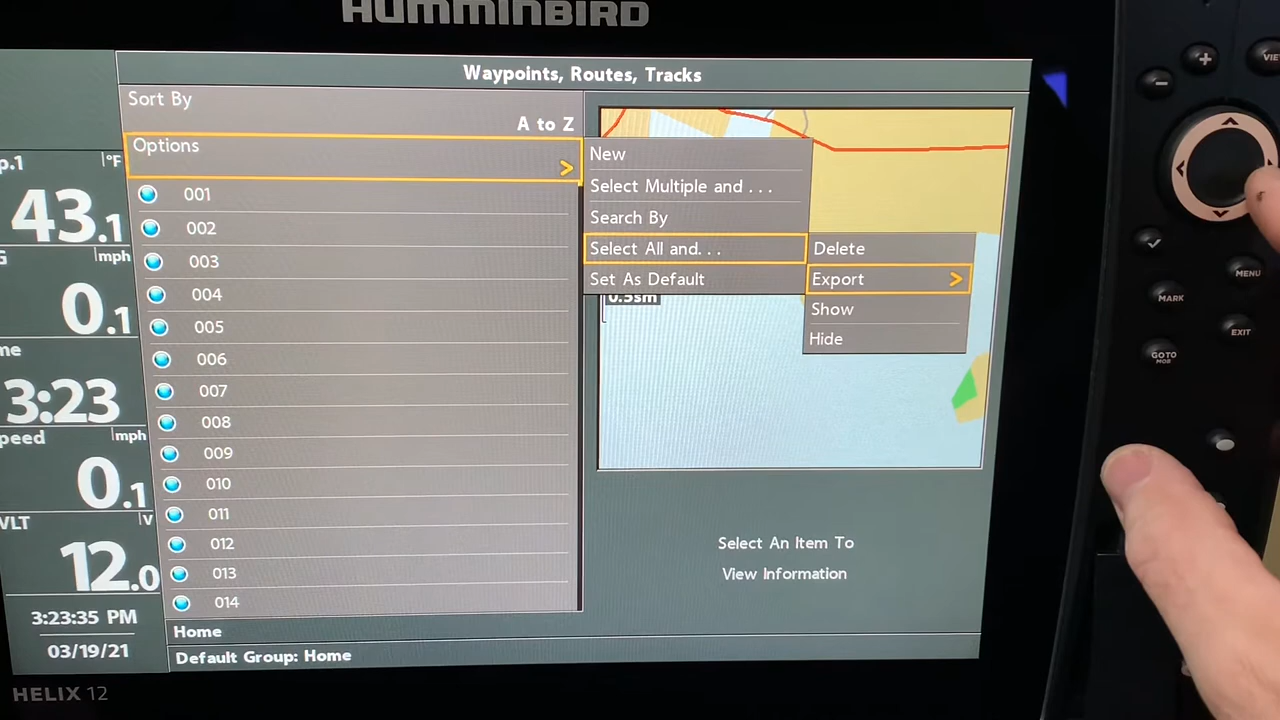 HUMMINBIRD
Waypoints, Routes, Tracks
Sort By
A to Z
Options
>
001
002
003
004
005
006
007
008
009
010
011
012
013
014
New
Select Multiple and . . .
Search By
Select All and. . .
Set As Default
Delete
Export >
Show
Hide
0.5sm
Select An Item To
View Information
Home
Default Group: Home
p.1 °F
43.1
G mph
0.1
me
3:23
peed mph
0.1
VLT V
12.0
3:23:35 PM
03/19/21
HELIX 12
+
VIE
-
MENU
MARK
EXIT
GOTO
MOB